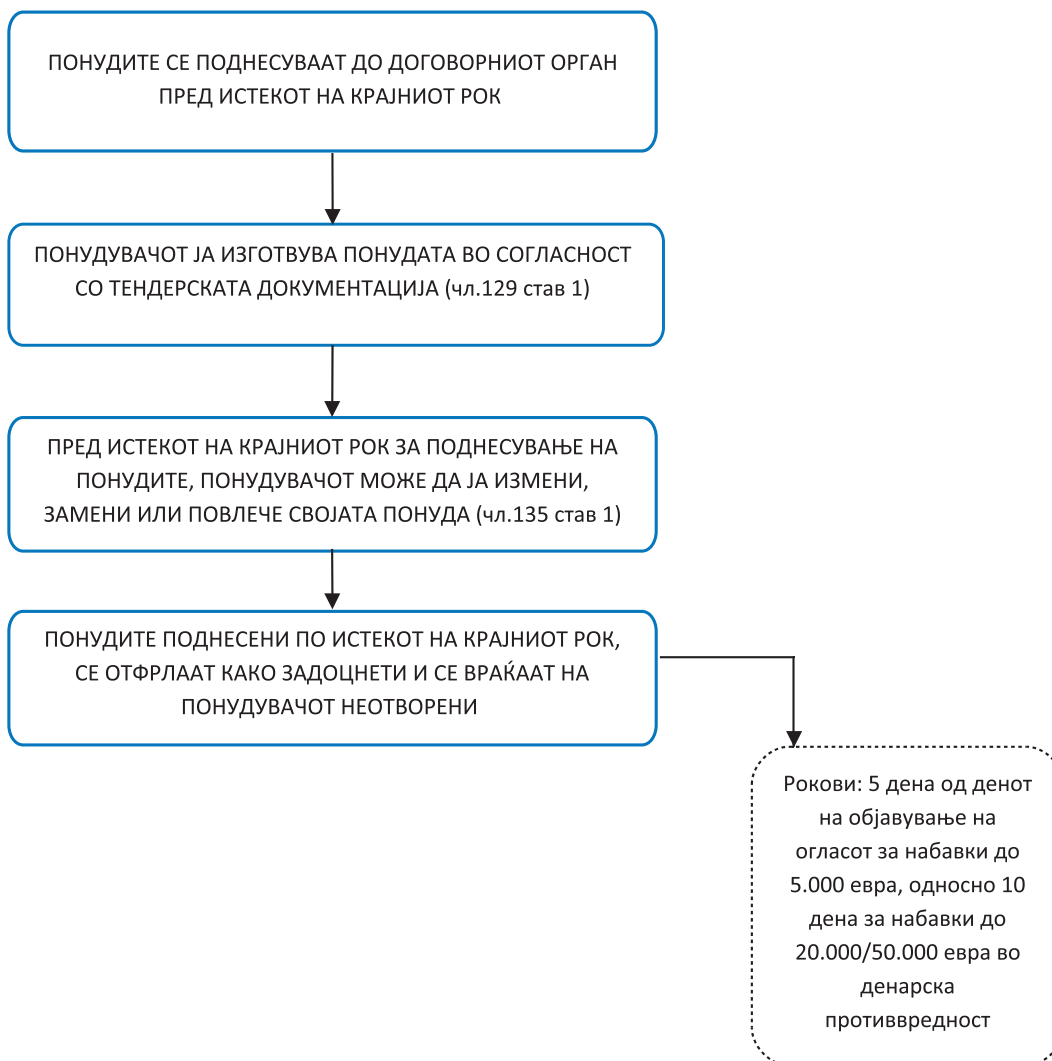 ПОНУДИТЕ СЕ ПОДНЕСУВААТ ДО ДОГОВОРНИОТ ОРГАН
ПРЕД ИСТЕКОТ НА КРАЈНИОТ РОК
ПОНУДУВАЧОТ ЈА ИЗГОТВУВА ПОНУДАТА ВО СОГЛАСНОСТ
СО ТЕНДЕРСКАТА ДОКУМЕНТАЦИЈА (чл.129 став 1)
ПРЕД ИСТЕКОТ НА КРАЈНИОТ РОК ЗА ПОДНЕСУВАЊЕ НА
ПОНУДИТЕ, ПОНУДУВАЧОТ МОЖЕ ДА ЈА ИЗМЕНИ,
ЗАМЕНИ ИЛИ ПОВЛЕЧЕ СВОЈАТА ПОНУДА (чл.135 став 1)
ПОНУДИТЕ ПОДНЕСЕНИ ПО ИСТЕКОТ НА КРАЈНИОТ РОК,
СЕ ОТФРЛААТ КАКО ЗАДОЦНЕТИ И СЕ ВРАЌААТ НА
ПОНУДУВАЧОТ НЕОТВОРЕНИ
Рокови: 5 дена од денот
на објавување на
огласот за набавки до
5.000 евра, односно 10
дена за набавки до
20.000/50.000 евра во
денарска
противвредност